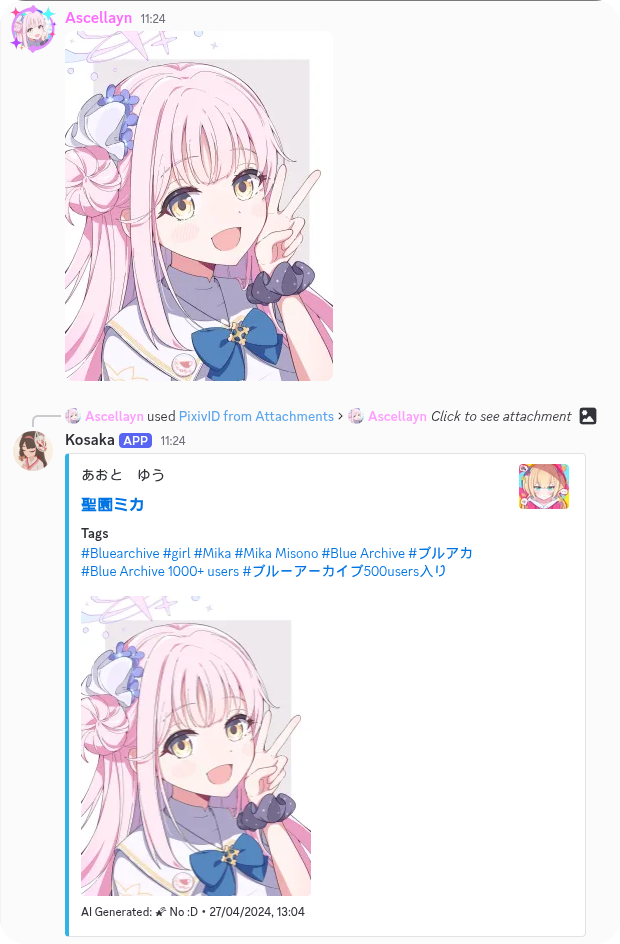 Ascellayn 11:24
Ascellayn used PixivID from Attachments > Ascellayn Click to see attachment
Kosaka APP 11:24
あおと　ゆう
聖園ミカ
Tags
#Bluearchive #girl #Mika #Mika Misono #Blue Archive #ブルアカ
#Blue Archive 1000+ users #ブルーアーカイブ500users入り
AI Generated: 🌠 No :D • 27/04/2024, 13:04